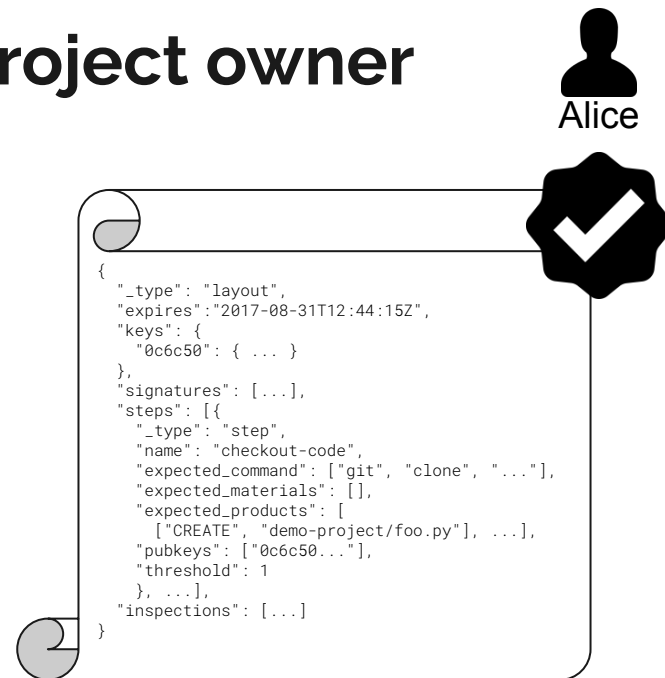 roject owner
Alice
{
  "_type": "layout",
  "expires":"2017-08-31T12:44:15Z",
  "keys": {
    "0c6c50": { ... }
  },
  "signatures": [...],
  "steps": [{
    "_type": "step",
    "name": "checkout-code",
    "expected_command": ["git", "clone", "..."],
    "expected_materials": [],
    "expected_products": [
      ["CREATE", "demo-project/foo.py"], ...],
    "pubkeys": ["0c6c50..."],
    "threshold": 1
    }, ...],
  "inspections": [...]
}